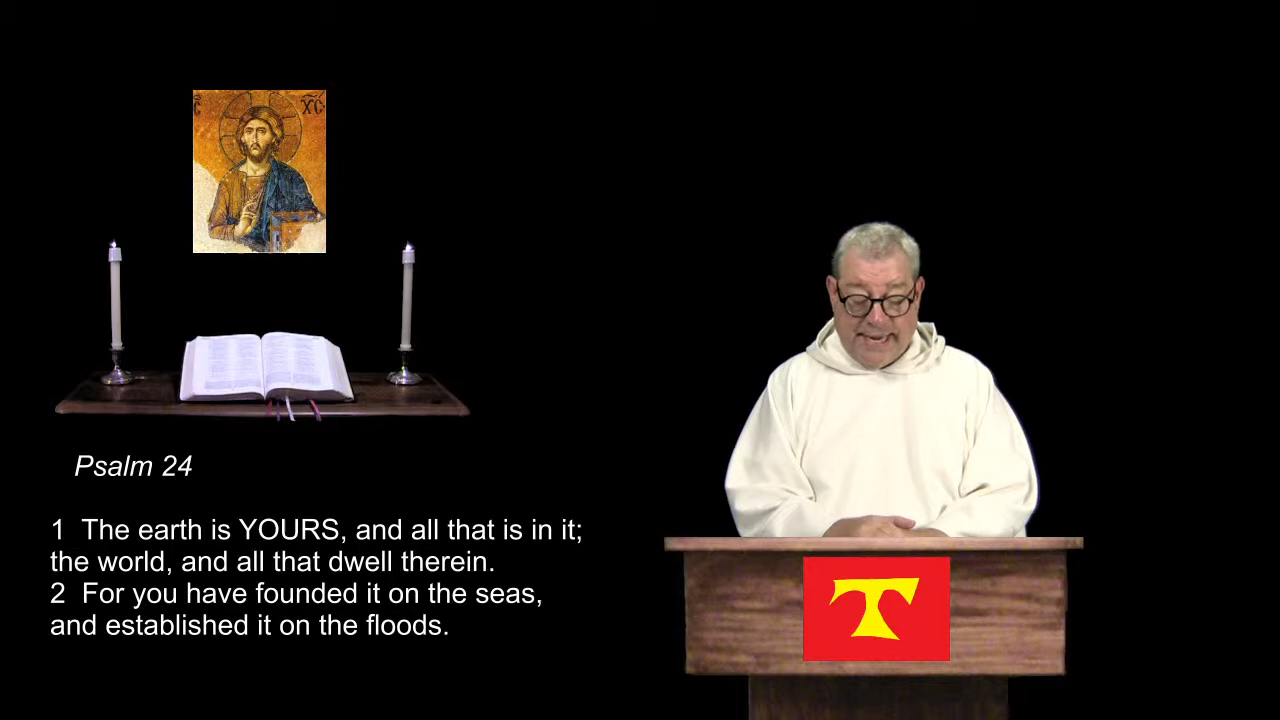 XC
Psalm 24
1 The earth is YOURS, and all that is in it;
the world, and all that dwell therein.
2 For you have founded it on the seas,
and established it on the floods.
T